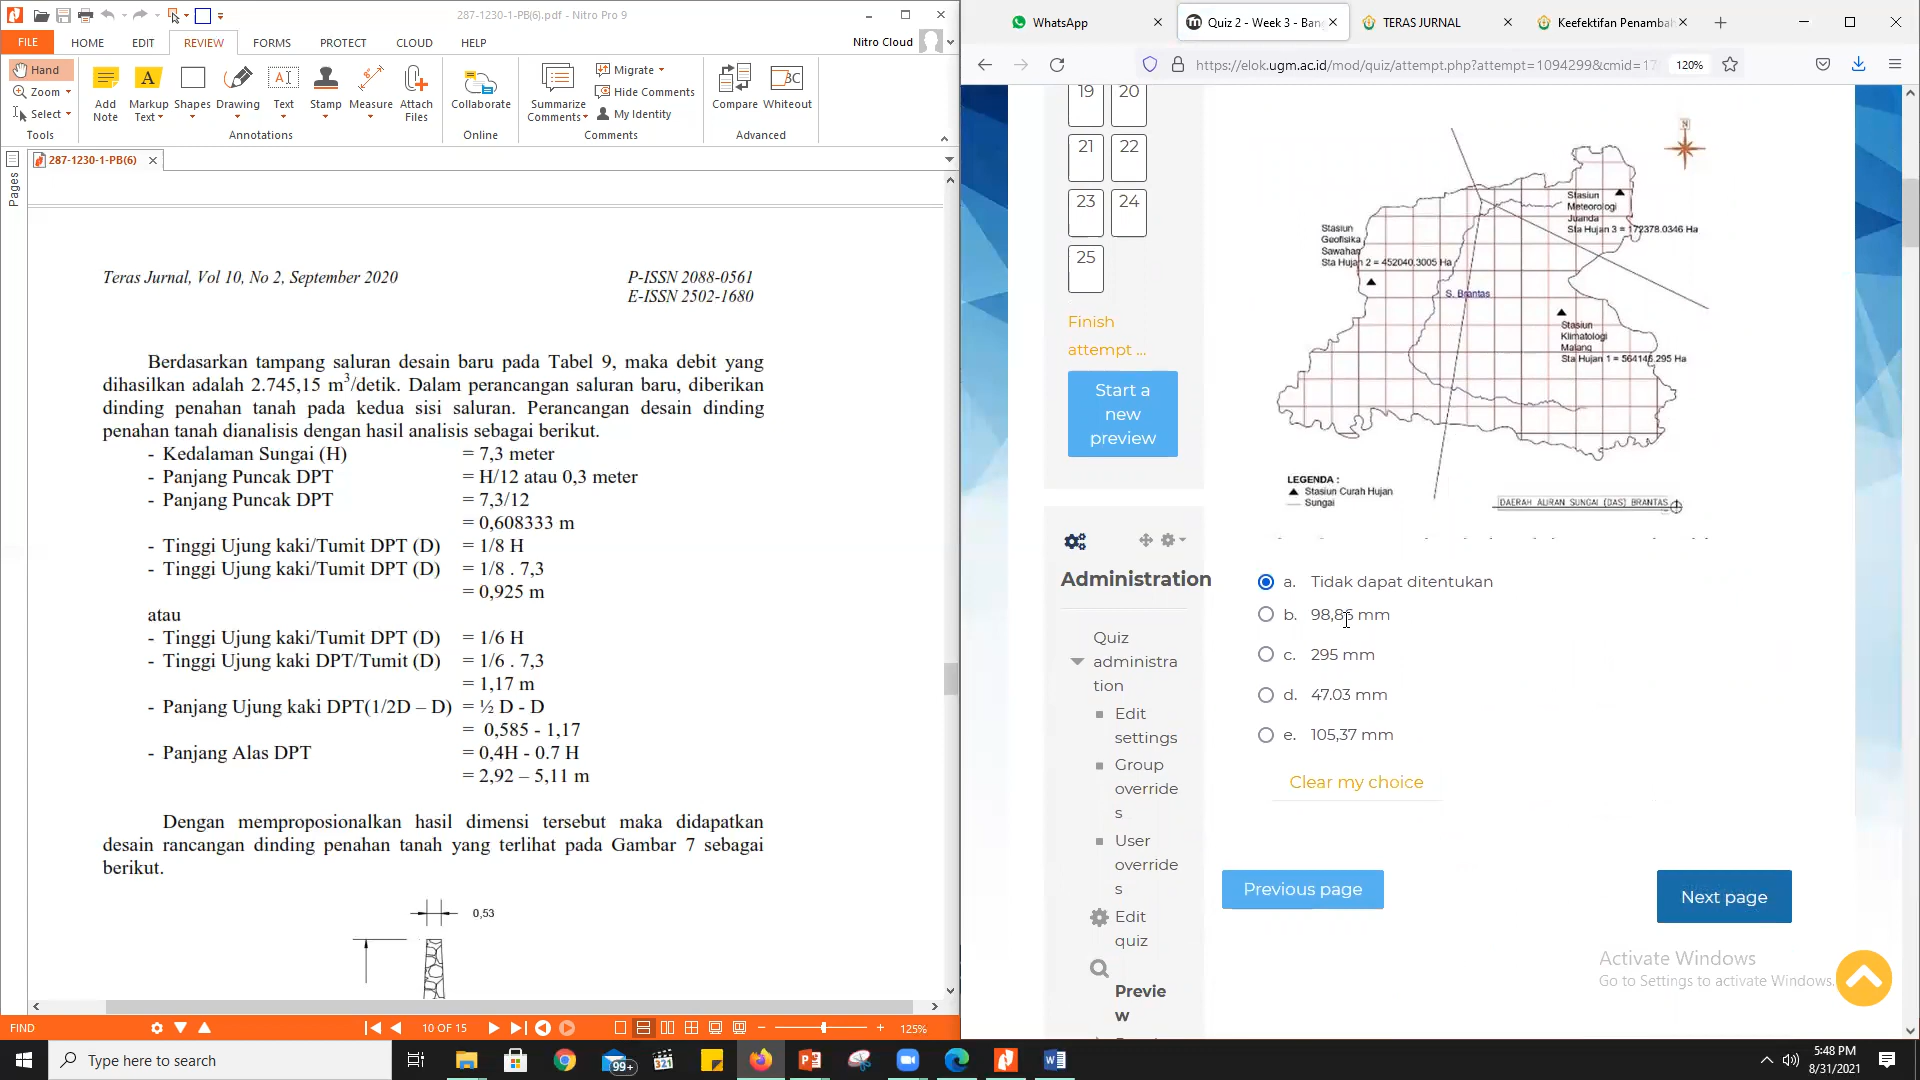 287-1230-1-PB(6).pdf - Nitro Pro 9
FILE
HOME
EDIT
REVIEW
FORMS
PROTECT
CLOUD
HELP
Nitro Cloud
Hand
Zoom
Select
Tools
Add Note
Markup Text
Shapes
Drawing
Text
Stamp
Measure
Attach Files
Annotations
Collaborate
Online
Summarize Comments
Migrate
Hide Comments
My Identity
Comments
Compare
Whiteout
Advanced
Pages
287-1230-1-PB(6)
Teras Jurnal, Vol 10, No 2, September 2020
P-ISSN 2088-0561
E-ISSN 2502-1680
Berdasarkan tampang saluran desain baru pada Tabel 9, maka debit yang
dihasilkan adalah 2.745,15 m3/detik. Dalam perancangan saluran baru, diberikan
dinding penahan tanah pada kedua sisi saluran. Perancangan desain dinding
penahan tanah dianalisis dengan hasil analisis sebagai berikut.
- Kedalaman Sungai (H) = 7,3 meter
- Panjang Puncak DPT = H/12 atau 0,3 meter
- Panjang Puncak DPT = 7,3/12
= 0,608333 m
- Tinggi Ujung kaki/Tumit DPT (D) = 1/8 H
- Tinggi Ujung kaki/Tumit DPT (D) = 1/8 . 7,3
= 0,925 m
atau
- Tinggi Ujung kaki/Tumit DPT (D) = 1/6 H
- Tinggi Ujung kaki DPT/Tumit (D) = 1/6 . 7,3
= 1,17 m
- Panjang Ujung kaki DPT(1/2D – D) = ½ D - D
= 0,585 - 1,17
- Panjang Alas DPT = 0,4H - 0.7 H
= 2,92 – 5,11 m
Dengan memproposionalkan hasil dimensi tersebut maka didapatkan
desain rancangan dinding penahan tanah yang terlihat pada Gambar 7 sebagai
berikut.
0,53
FIND
10 OF 15
125%
WhatsApp
Quiz 2 - Week 3 - Ban
TERAS JURNAL
Keefektifan Penambah
https://elok.ugm.ac.id/mod/quiz/attempt.php?attempt=1094299&cmid=17
120%
19 20
21 22
23 24
25
Finish
attempt ...
Start a
new
preview
Administration
Quiz
administra
tion
Edit
settings
Group
override
s
User
override
s
Edit
quiz
Previe
w
N
Stasiun
Meteorologi
Juanda
Sta Hujan 3 = 172378.0346 Ha
Stasiun
Geofisika
Sawahan
Sta Hujan 2 = 452040,3005 Ha
S. Brantas
Stasiun
Klimatologi
Malang
Sta Hujan 1 = 564146.295 Ha
LEGENDA :
Stasiun Curah Hujan
Sungai
DAERAH ALIRAN SUNGAI (DAS) BRANTAS
a. Tidak dapat ditentukan
b. 98,86 mm
c. 295 mm
d. 47.03 mm
e. 105,37 mm
Clear my choice
Previous page
Next page
Activate Windows
Go to Settings to activate Windows.
Type here to search
99+
321
5:48 PM
8/31/2021